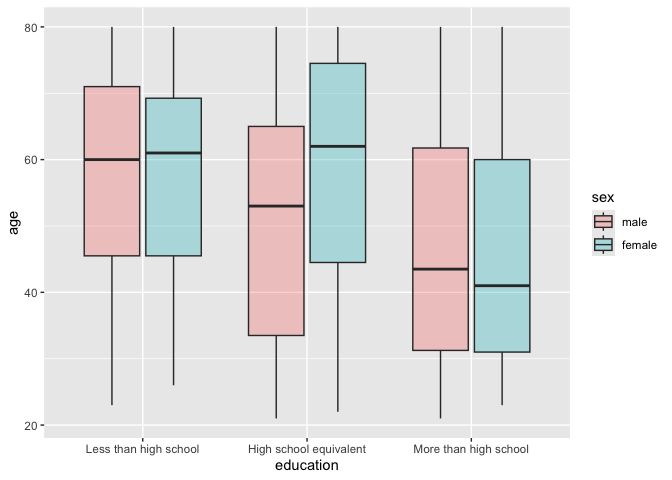 80
60
40
20
age
Less than high school
High school equivalent
More than high school
education
sex
male
female